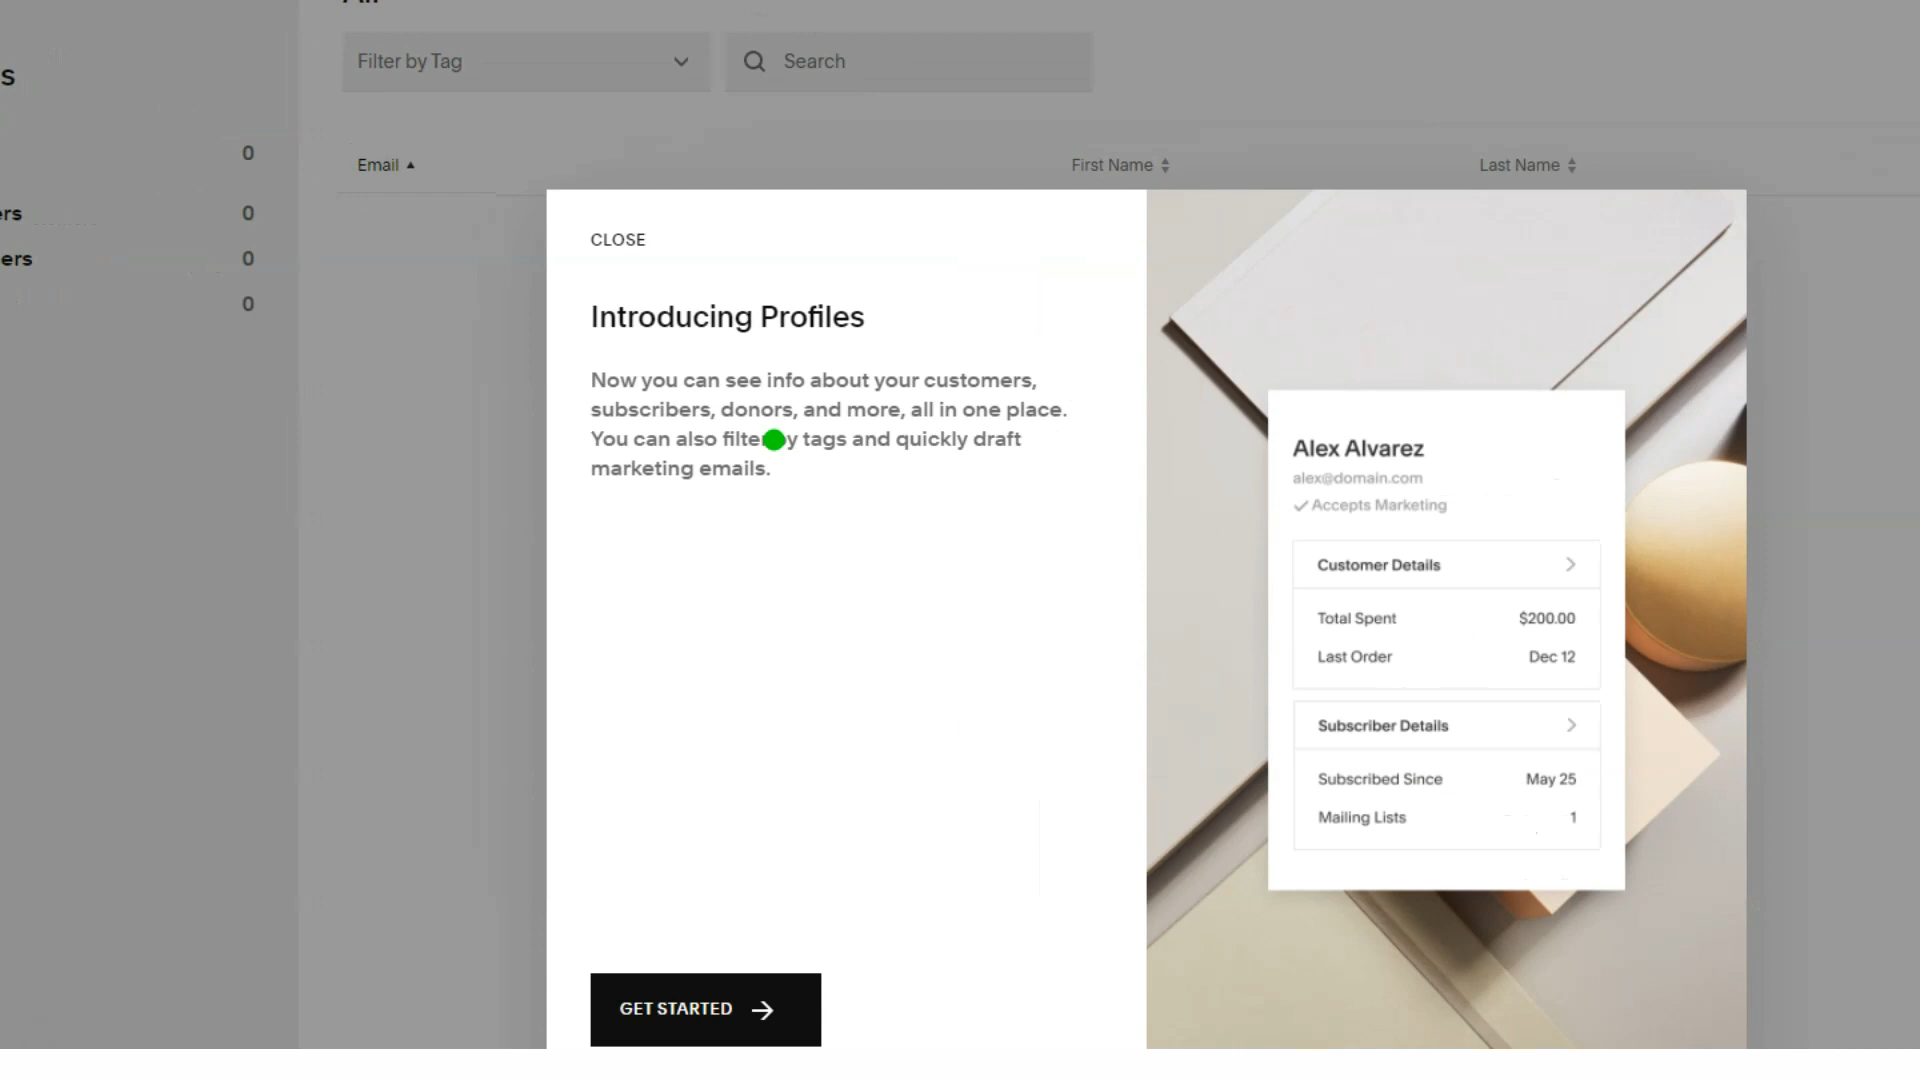 Filter by Tag
Search
s
0
ers
0
ers
0
0
Email
First Name
Last Name
CLOSE
Introducing Profiles
Now you can see info about your customers,
subscribers, donors, and more, all in one place.
You can also filter by tags and quickly draft
marketing emails.
GET STARTED
Alex Alvarez
alex@domain.com
Accepts Marketing
Customer Details
Total Spent $200.00
Last Order Dec 12
Subscriber Details
Subscribed Since May 25
Mailing Lists 1